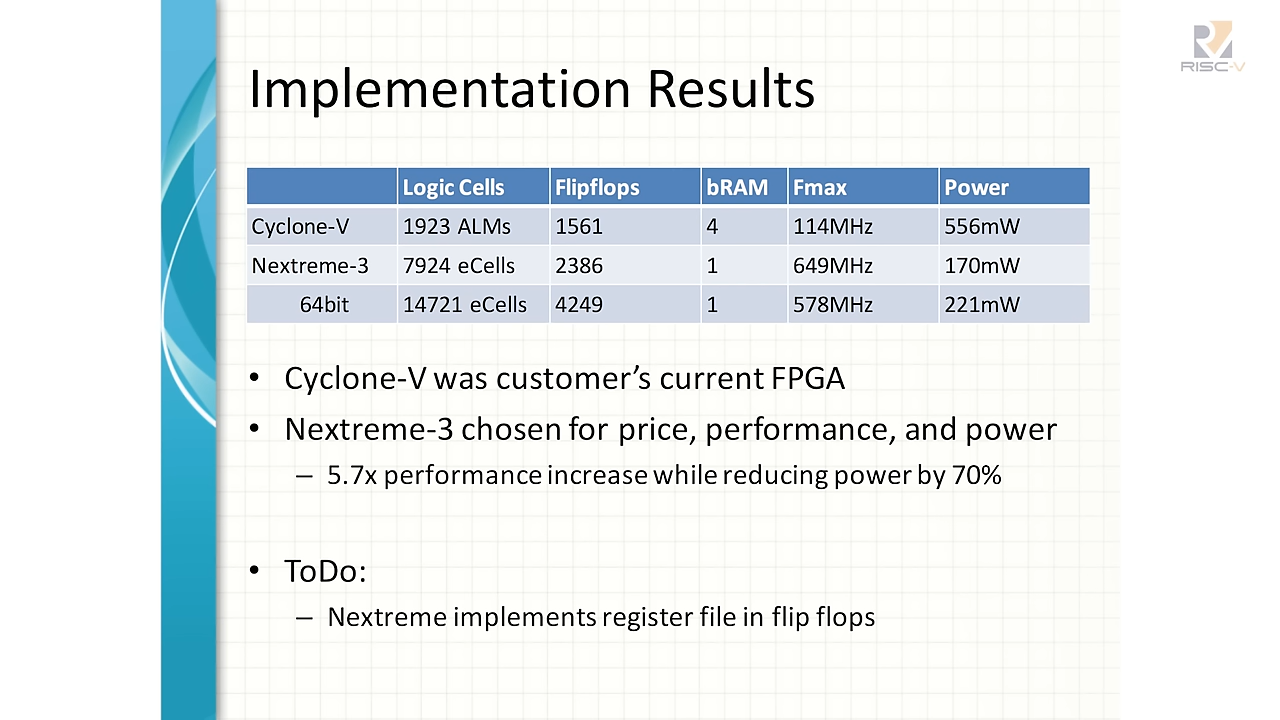 RISC-V
Implementation Results
Logic Cells Flipflops bRAM Fmax Power
Cyclone-V 1923 ALMs 1561 4 114MHz 556mW
Nextreme-3 7924 eCells 2386 1 649MHz 170mW
64bit 14721 eCells 4249 1 578MHz 221mW
• Cyclone-V was customer’s current FPGA
• Nextreme-3 chosen for price, performance, and power
– 5.7x performance increase while reducing power by 70%
• ToDo:
– Nextreme implements register file in flip flops